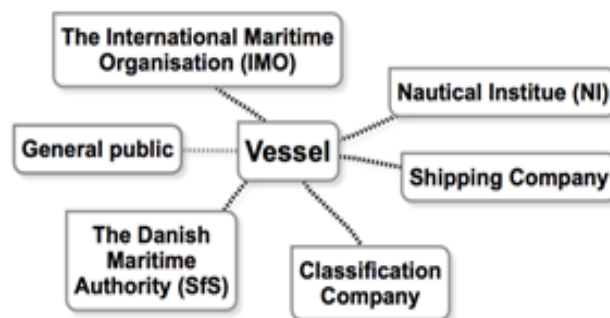 The International Maritime
Organisation (IMO)
Nautical Institue (NI)
General public
Vessel
Shipping Company
The Danish
Maritime
Authority (SfS)
Classification
Company